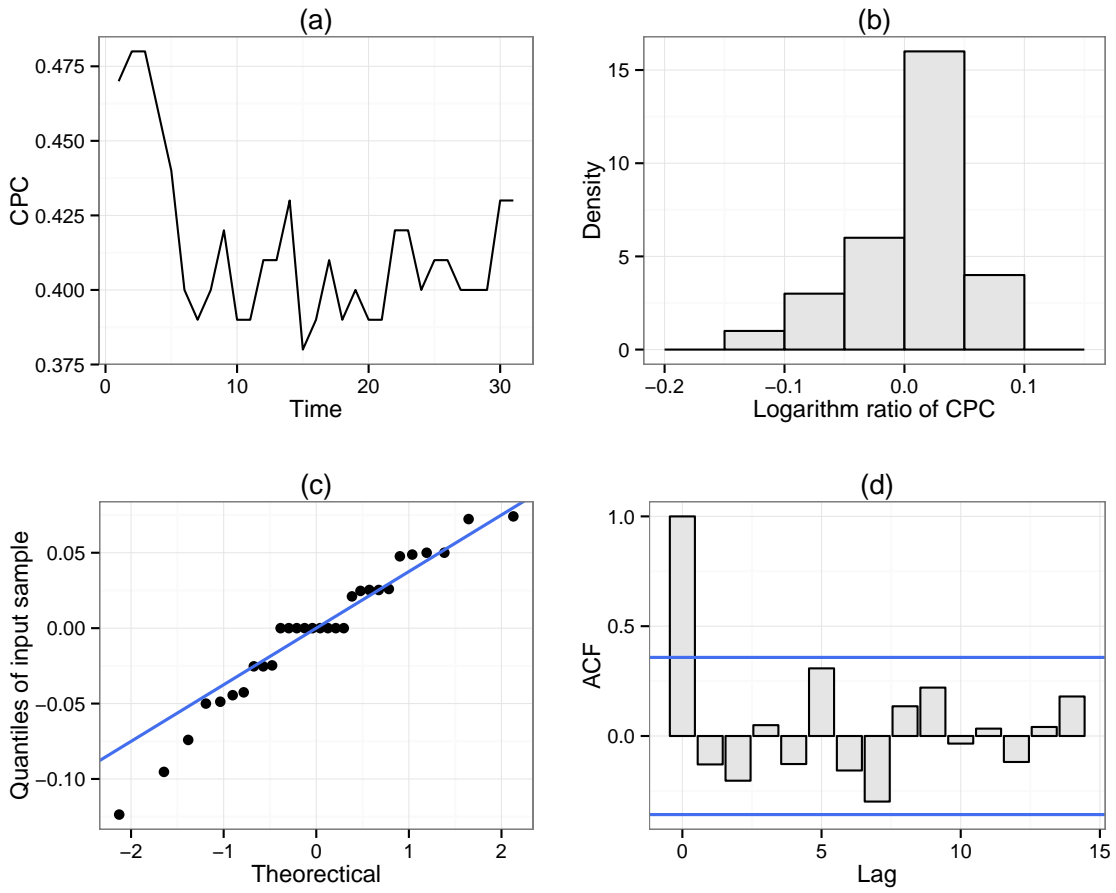 (a)
0.475
0.450
0.425
0.400
0.375
CPC
0
10
20
30
Time
(b)
15
10
5
0
Density
−0.2
−0.1
0.0
0.1
Logarithm ratio of CPC
(c)
0.05
0.00
−0.05
−0.10
Quantiles of input sample
−2
−1
0
1
2
Theorectical
(d)
1.0
0.5
0.0
ACF
0
5
10
15
Lag